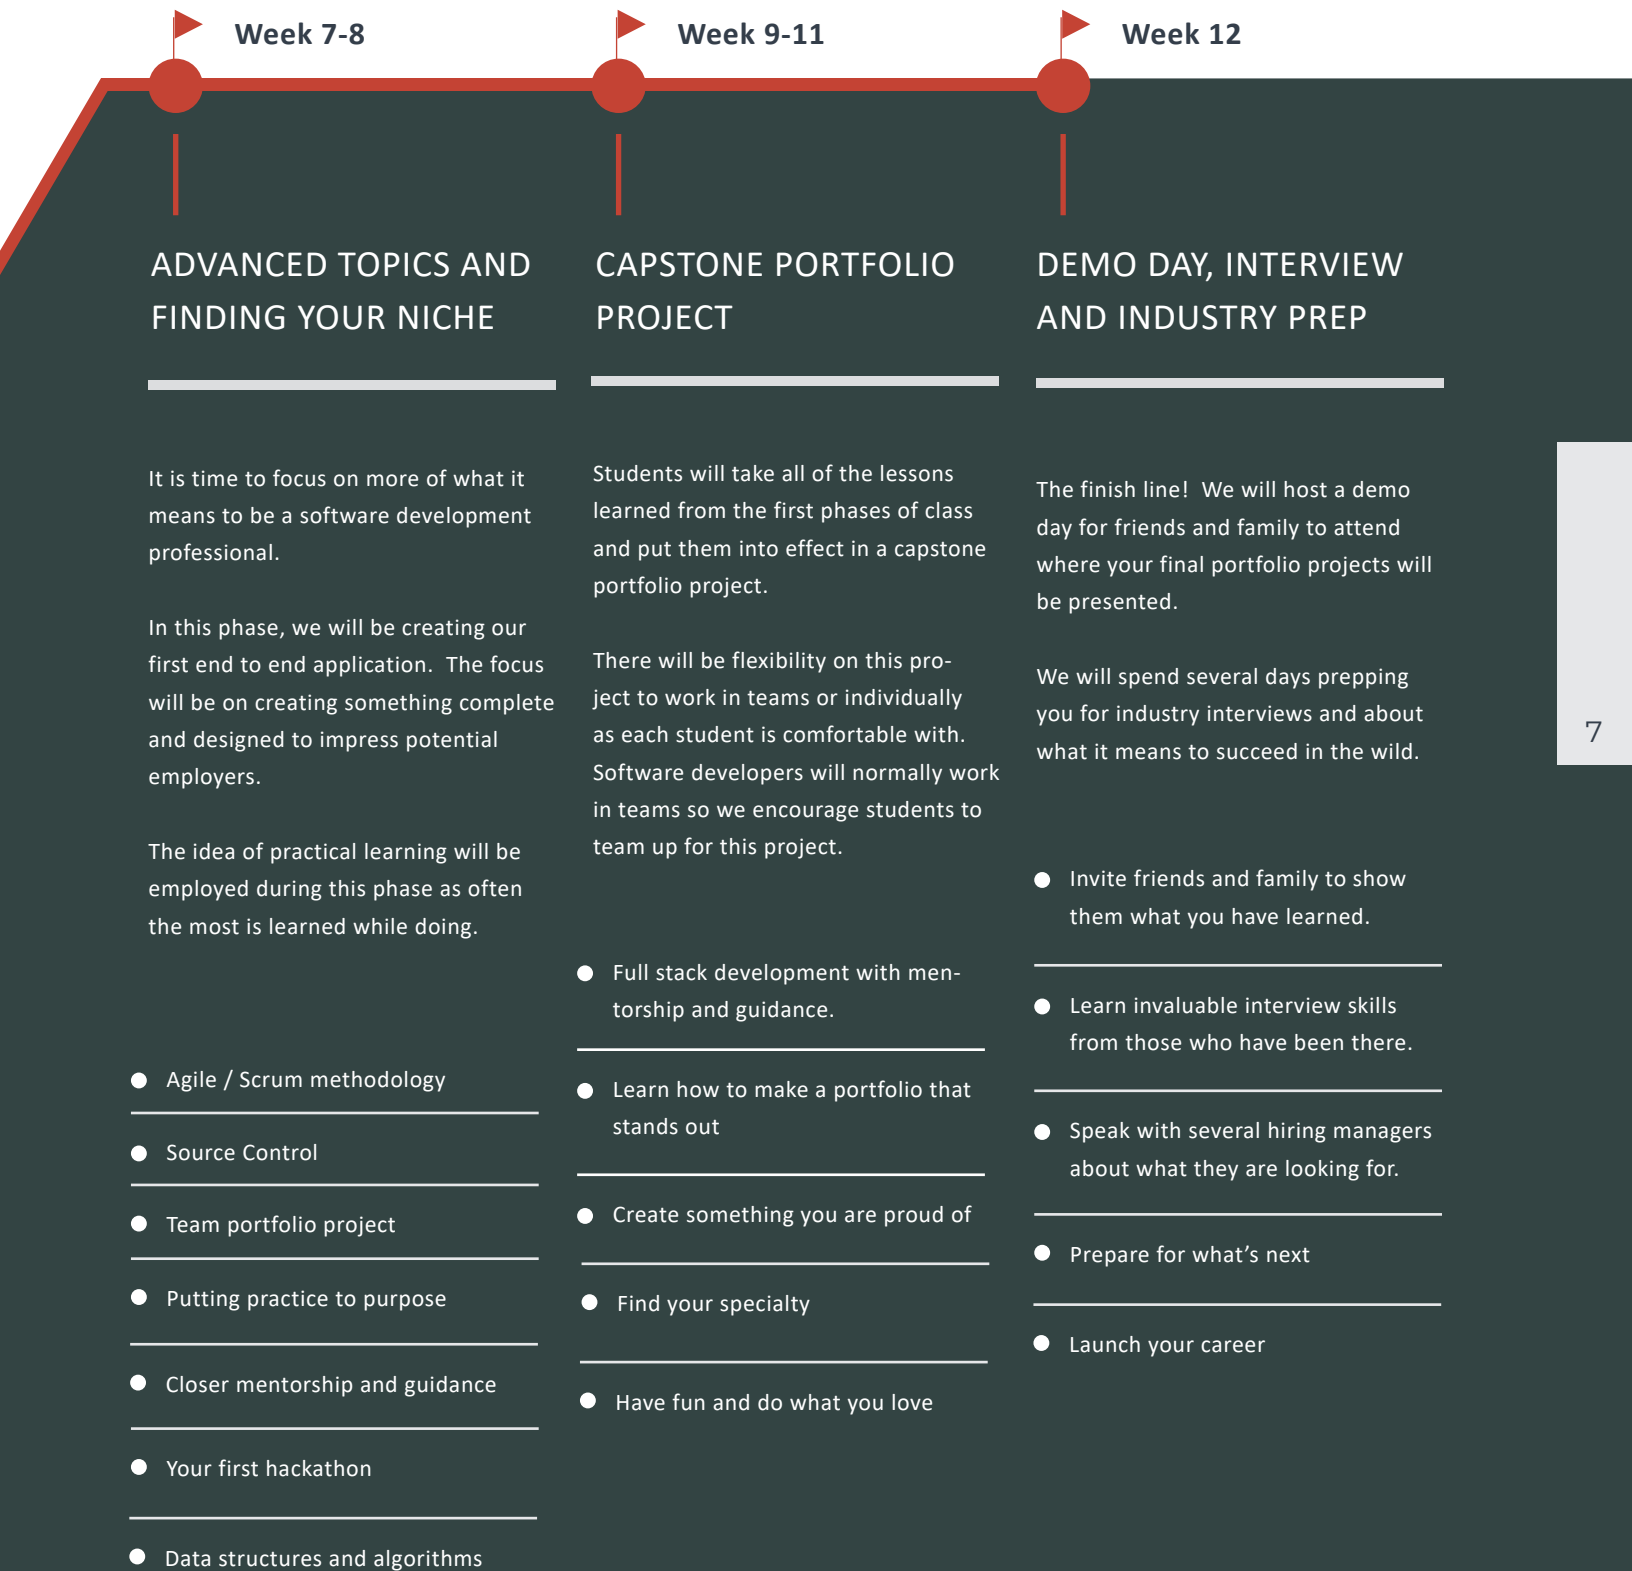 Week 7-8
Week 9-11
Week 12
ADVANCED TOPICS AND
FINDING YOUR NICHE
It is time to focus on more of what it
means to be a software development
professional.
In this phase, we will be creating our
first end to end application.  The focus
will be on creating something complete
and designed to impress potential
employers.
The idea of practical learning will be
employed during this phase as often
the most is learned while doing.
Agile / Scrum methodology
Source Control
Team portfolio project
Putting practice to purpose
Closer mentorship and guidance
Your first hackathon
Data structures and algorithms
CAPSTONE PORTFOLIO
PROJECT
Students will take all of the lessons
learned from the first phases of class
and put them into effect in a capstone
portfolio project.
There will be flexibility on this pro-
ject to work in teams or individually
as each student is comfortable with.
Software developers will normally work
in teams so we encourage students to
team up for this project.
Full stack development with men-
torship and guidance.
Learn how to make a portfolio that
stands out
Create something you are proud of
Find your specialty
Have fun and do what you love
DEMO DAY, INTERVIEW
AND INDUSTRY PREP
The finish line!  We will host a demo
day for friends and family to attend
where your final portfolio projects will
be presented.
We will spend several days prepping
you for industry interviews and about
what it means to succeed in the wild.
Invite friends and family to show
them what you have learned.
Learn invaluable interview skills
from those who have been there.
Speak with several hiring managers
about what they are looking for.
Prepare for what’s next
Launch your career
7